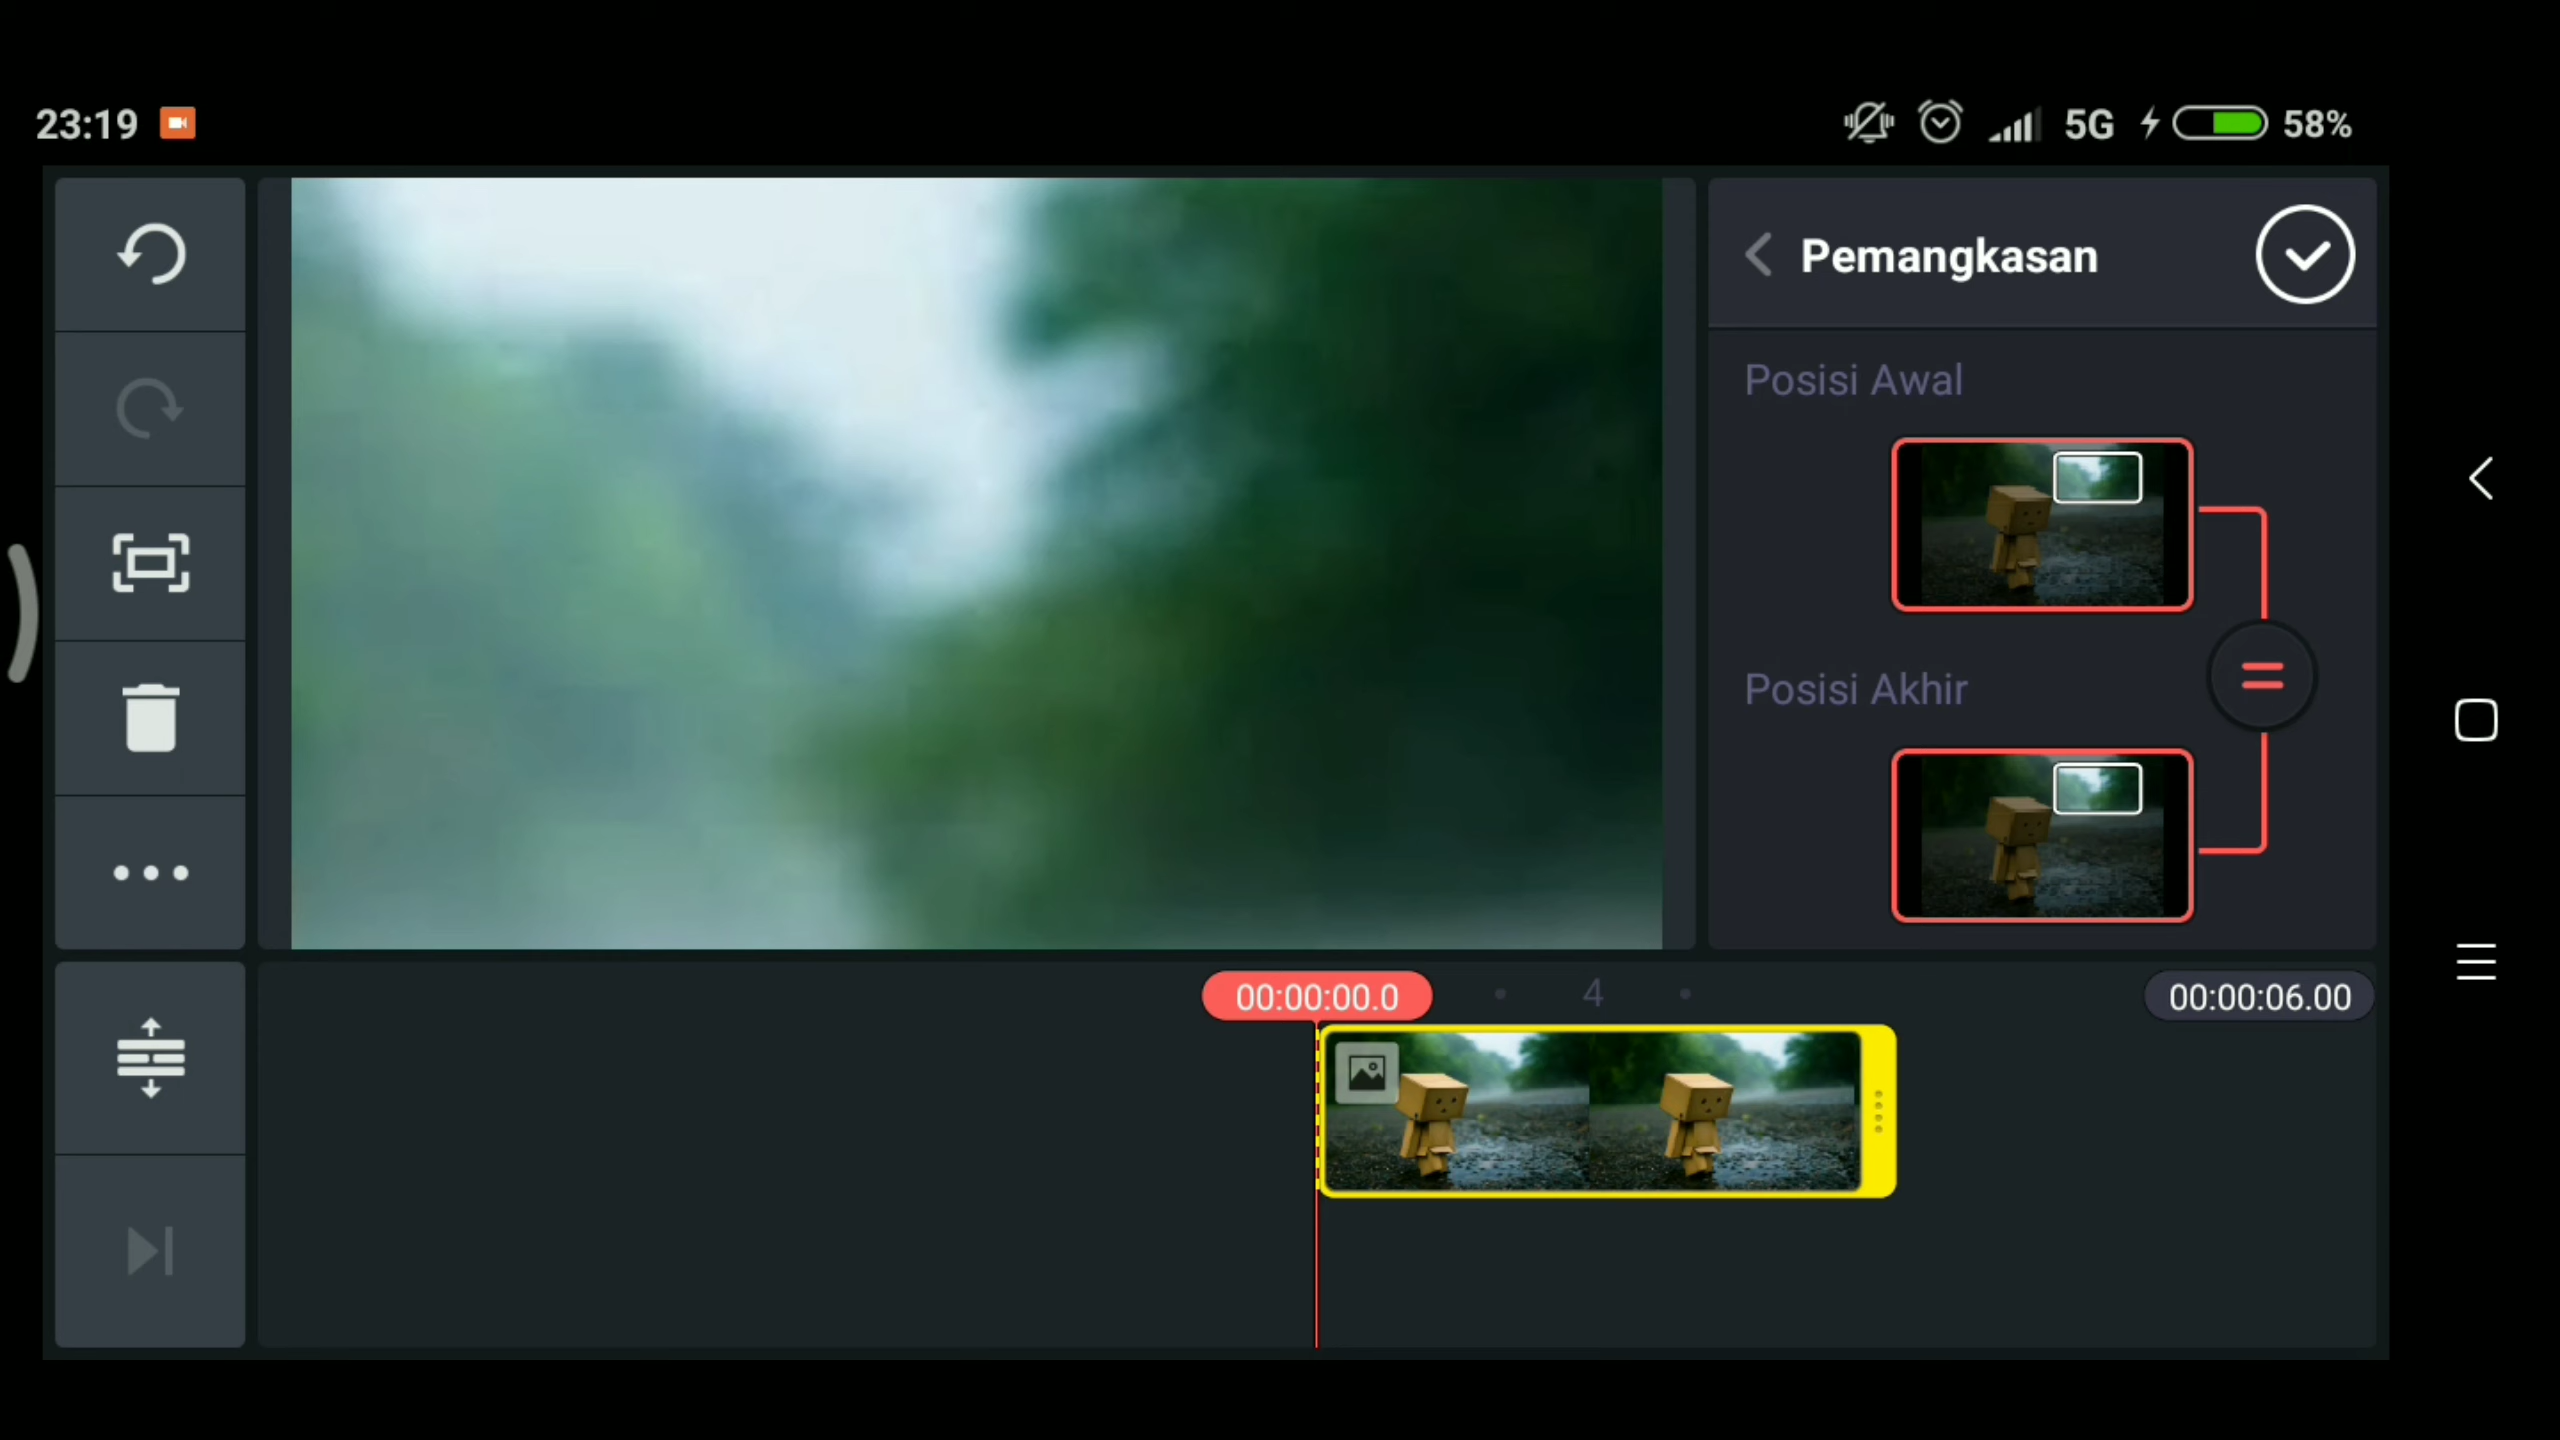 23:19
5G
58%
Pemangkasan
Posisi Awal
Posisi Akhir
00:00:00.0
4
00:00:06.00